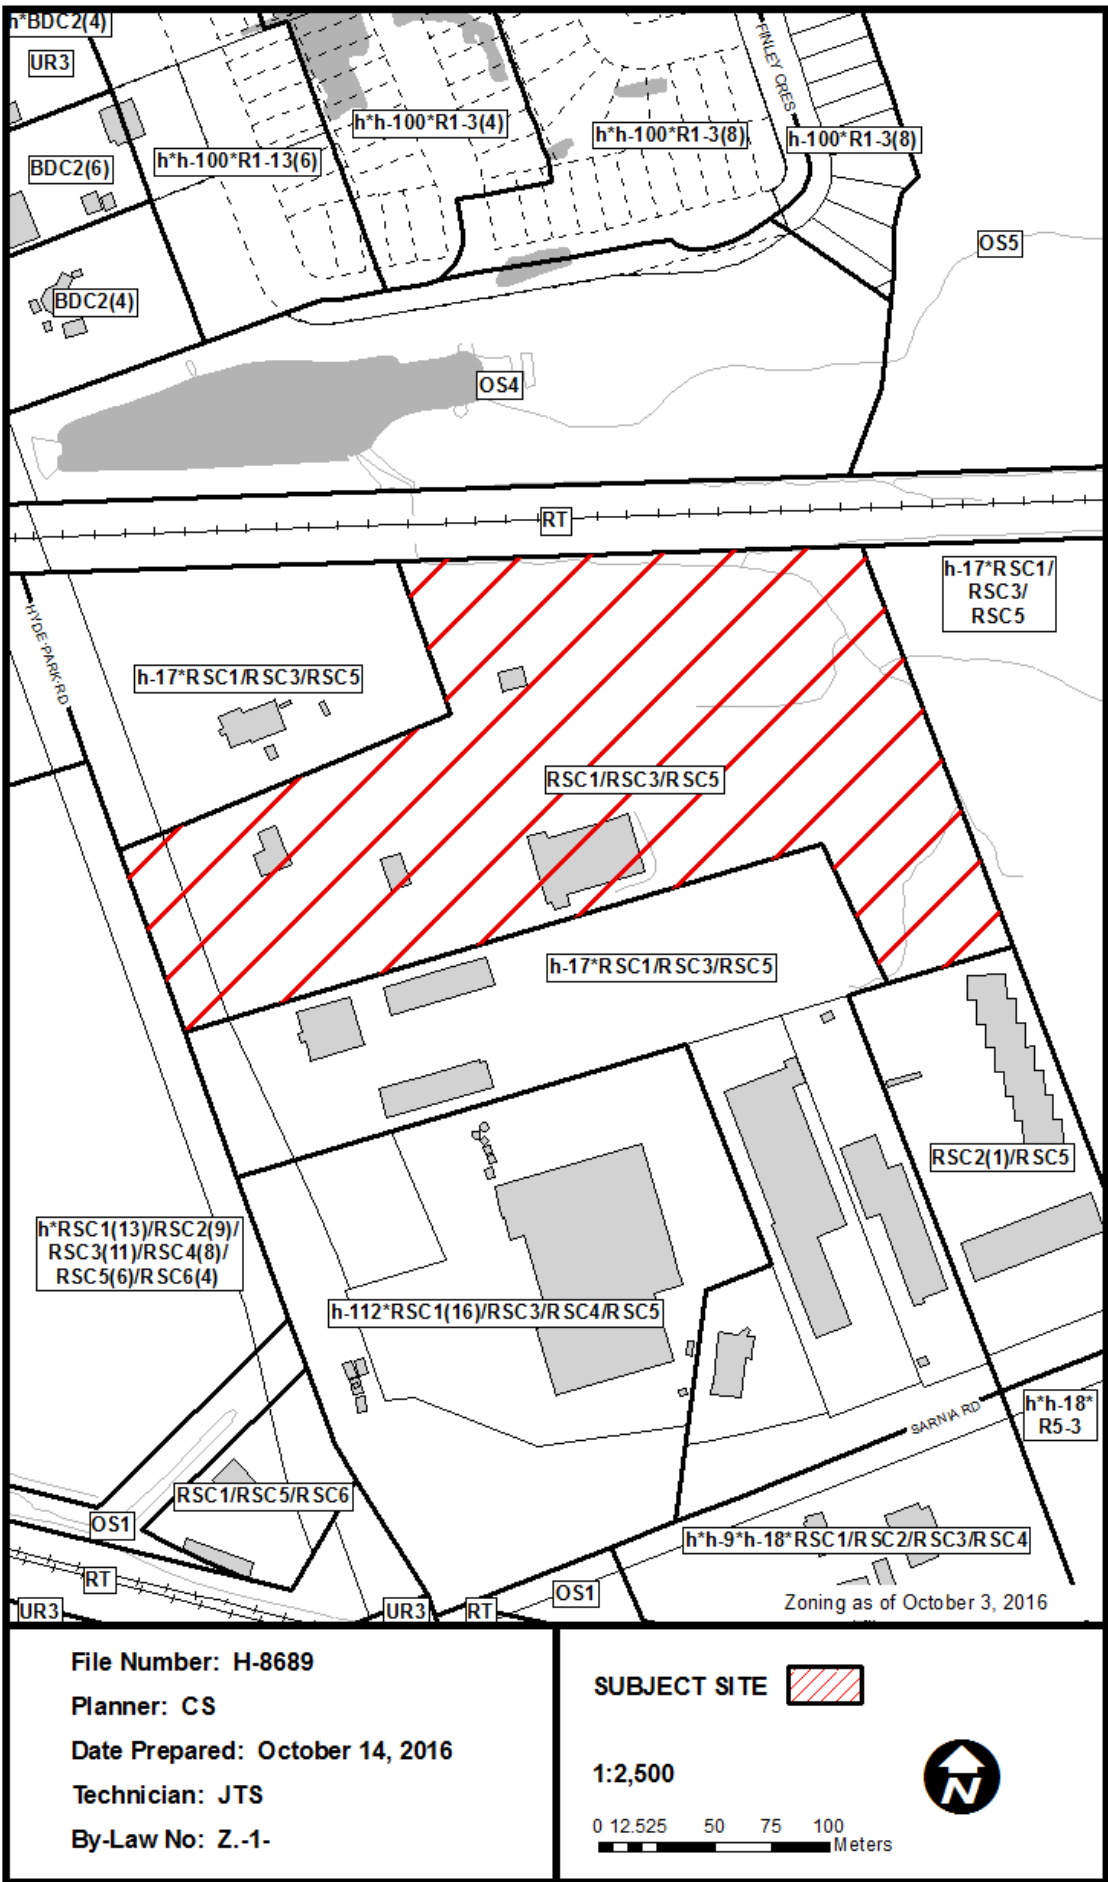 h*BDC2(4)
UR3
BDC2(6)
h*h-100*R1-13(6)
h*h-100*R1-3(4)
h*h-100*R1-3(8)
FINLEY CRES
h-100*R1-3(8)
OS5
BDC2(4)
OS4
RT
HYDE PARK RD
h-17*RSC1/RSC3/RSC5
h-17*RSC1/
RSC3/
RSC5
RSC1/RSC3/RSC5
h-17*RSC1/RSC3/RSC5
RSC2(1)/RSC5
h*RSC1(13)/RSC2(9)/
RSC3(11)/RSC4(8)/
RSC5(6)/RSC6(4)
h-112*RSC1(16)/RSC3/RSC4/RSC5
SARNIA RD
h*h-18*
R5-3
RSC1/RSC5/RSC6
OS1
h*h-9*h-18*RSC1/RSC2/RSC3/RSC4
RT
OS1
UR3
UR3
RT
Zoning as of October 3, 2016
File Number: H-8689
Planner: CS
Date Prepared: October 14, 2016
Technician: JTS
By-Law No: Z.-1-
SUBJECT SITE
1:2,500
N
0 12.525 50 75 100
Meters